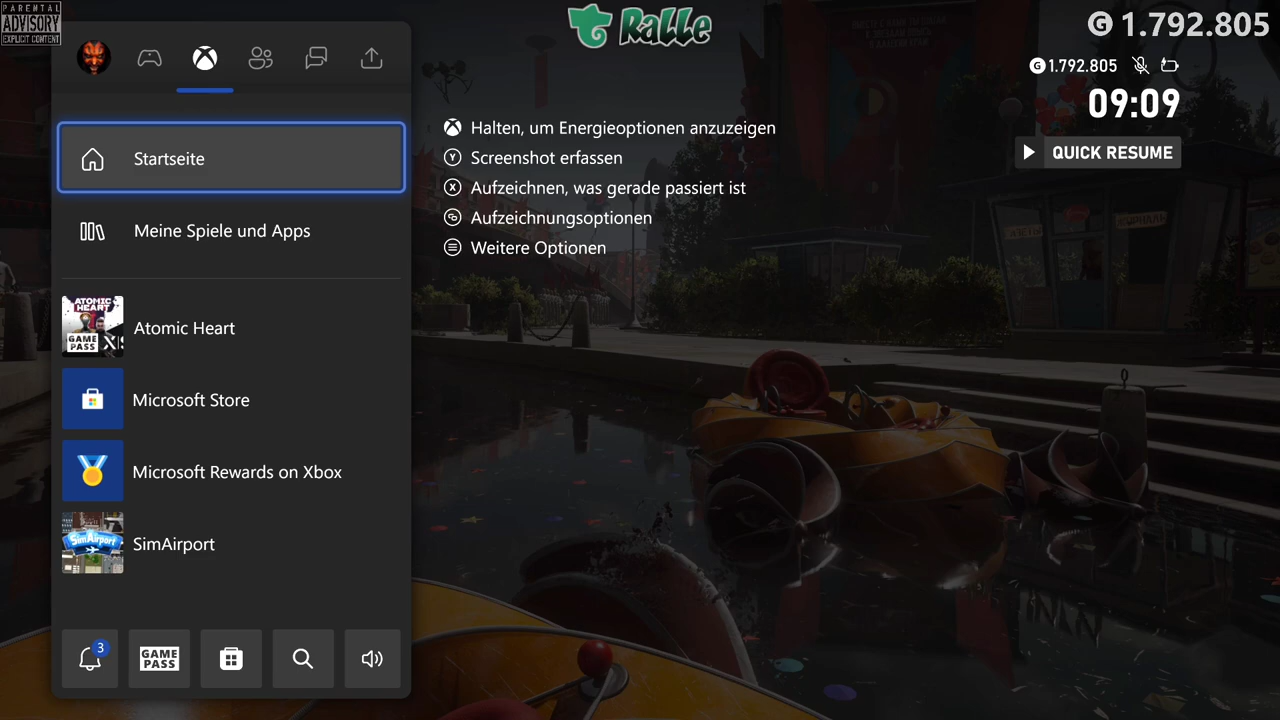 PARENTAL
ADVISORY
EXPLICIT CONTENT
Ralle
G 1.792.805
G 1.792.805
09:09
QUICK RESUME
Startseite
Meine Spiele und Apps
ATOMIC
HEART
GAME
PASS
Atomic Heart
Microsoft Store
Microsoft Rewards on Xbox
SimAirport
SimAirport
3
GAME
PASS
Halten, um Energieoptionen anzuzeigen
Y Screenshot erfassen
X Aufzeichnen, was gerade passiert ist
Aufzeichnungsoptionen
Weitere Optionen